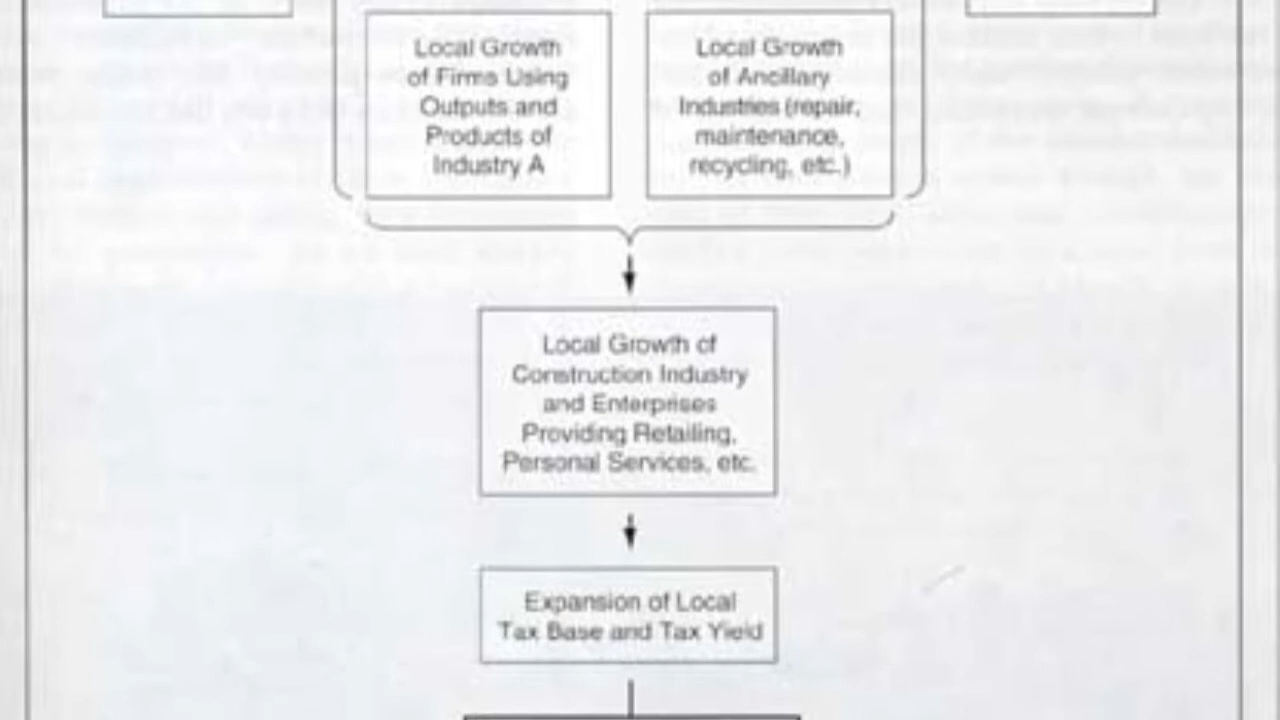 Local Growth
of Firms Using
Outputs and
Products of
Industry A
Local Growth
of Ancillary
Industries (repair,
maintenance,
recycling, etc.)
Local Growth of
Construction Industry
and Enterprises
Providing Retailing,
Personal Services, etc.
Expansion of Local
Tax Base and Tax Yield